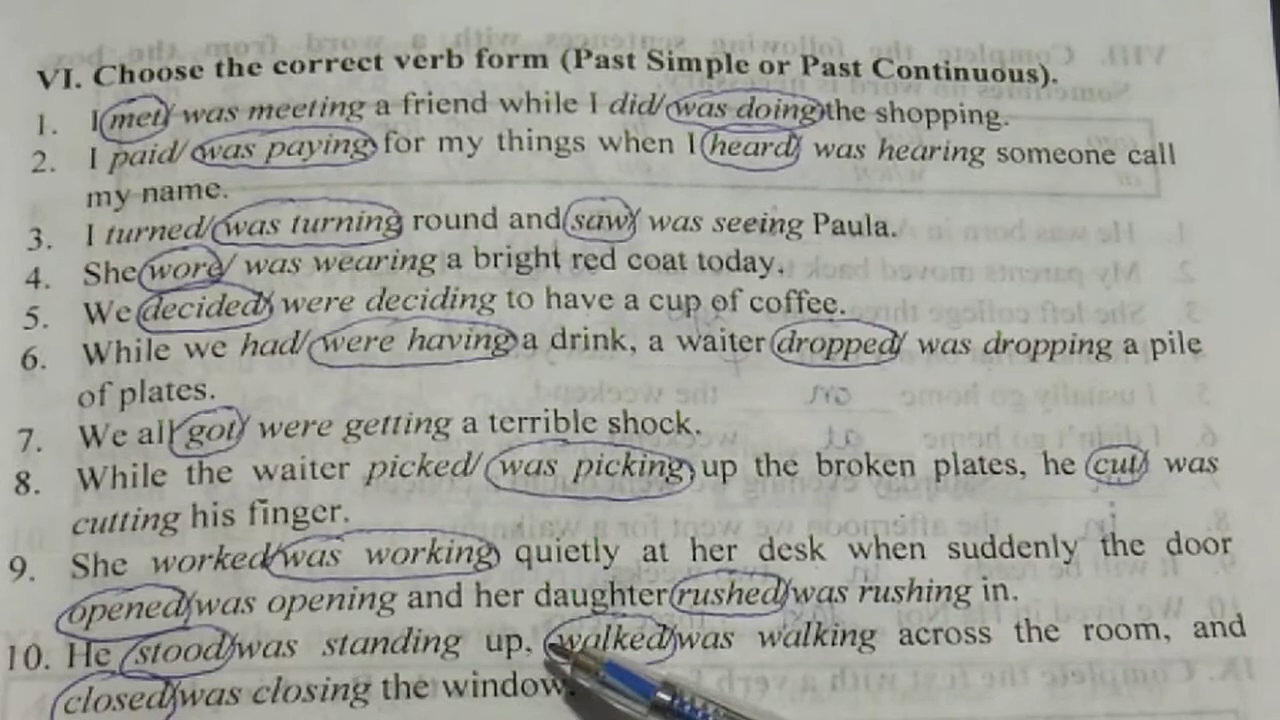 VI. Choose the correct verb form (Past Simple or Past Continuous).
1. I met/ was meeting a friend while I did/ was doing the shopping.
2. I paid/ was paying for my things when I heard/ was hearing someone call
my name.
3. I turned/ was turning round and saw/ was seeing Paula.
4. She wore/ was wearing a bright red coat today.
5. We decided/ were deciding to have a cup of coffee.
6. While we had/ were having a drink, a waiter dropped/ was dropping a pile
of plates.
7. We all got/ were getting a terrible shock.
8. While the waiter picked/ was picking up the broken plates, he cut/ was
cutting his finger.
9. She worked/was working quietly at her desk when suddenly the door
opened/was opening and her daughter rushed/was rushing in.
10. He stood/was standing up, walked/was walking across the room, and
closed/was closing the window.